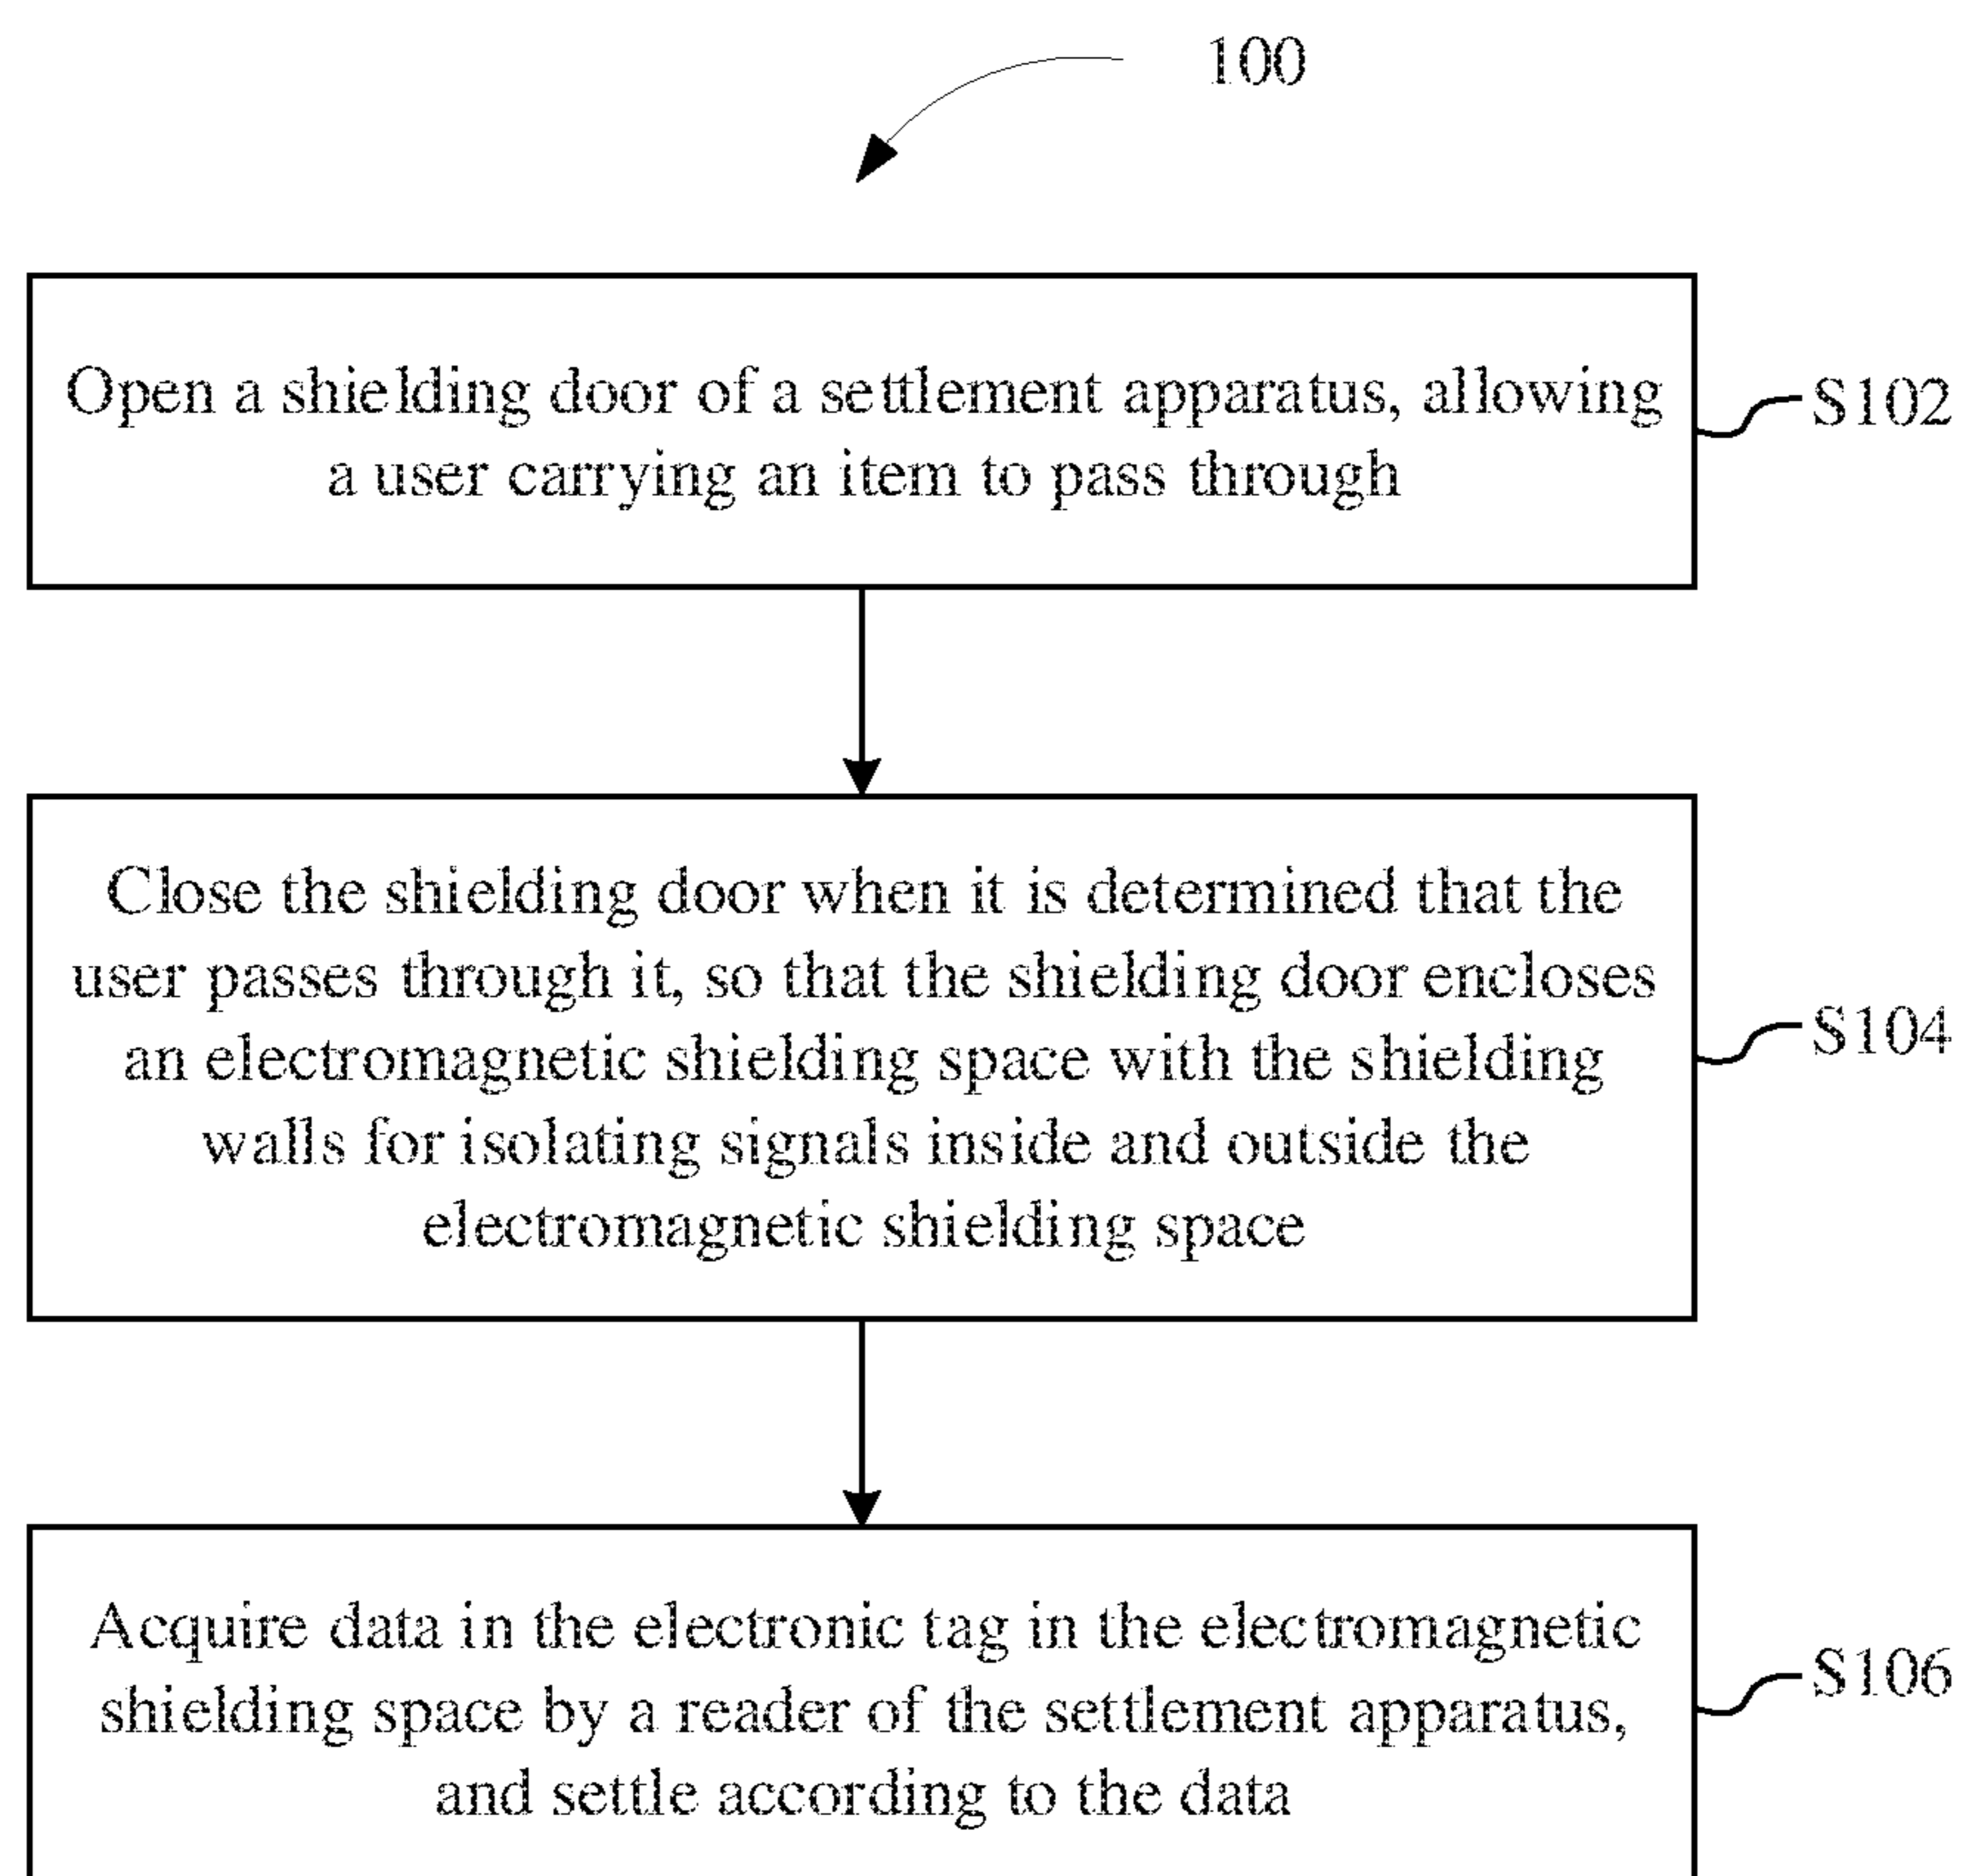 100
Open a shielding door of a settlement apparatus, allowing
a user carrying an item to pass through
S102
Close the shielding door when it is determined that the
user passes through it, so that the shielding door encloses
an electromagnetic shielding space with the shielding
walls for isolating signals inside and outside the
electromagnetic shielding space
S104
Acquire data in the electronic tag in the electromagnetic
shielding space by a reader of the settlement apparatus,
and settle according to the data
S106